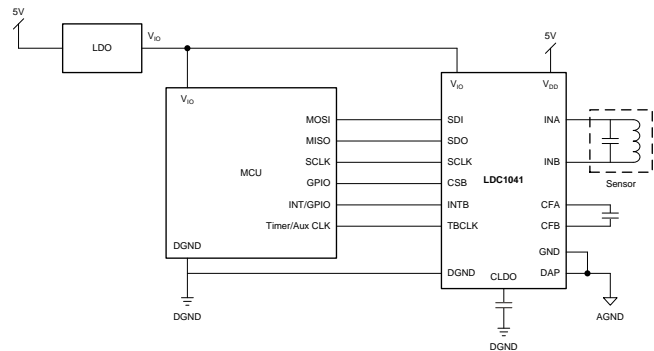 5V
LDO
VIO
5V
VIO
MCU
MOSI
MISO
SCLK
GPIO
INT/GPIO
Timer/Aux CLK
DGND
DGND
VIO
VDD
SDI
SDO
SCLK
CSB
INTB
TBCLK
DGND
LDC1041
INA
INB
CFA
CFB
GND
DAP
CLDO
Sensor
AGND
DGND